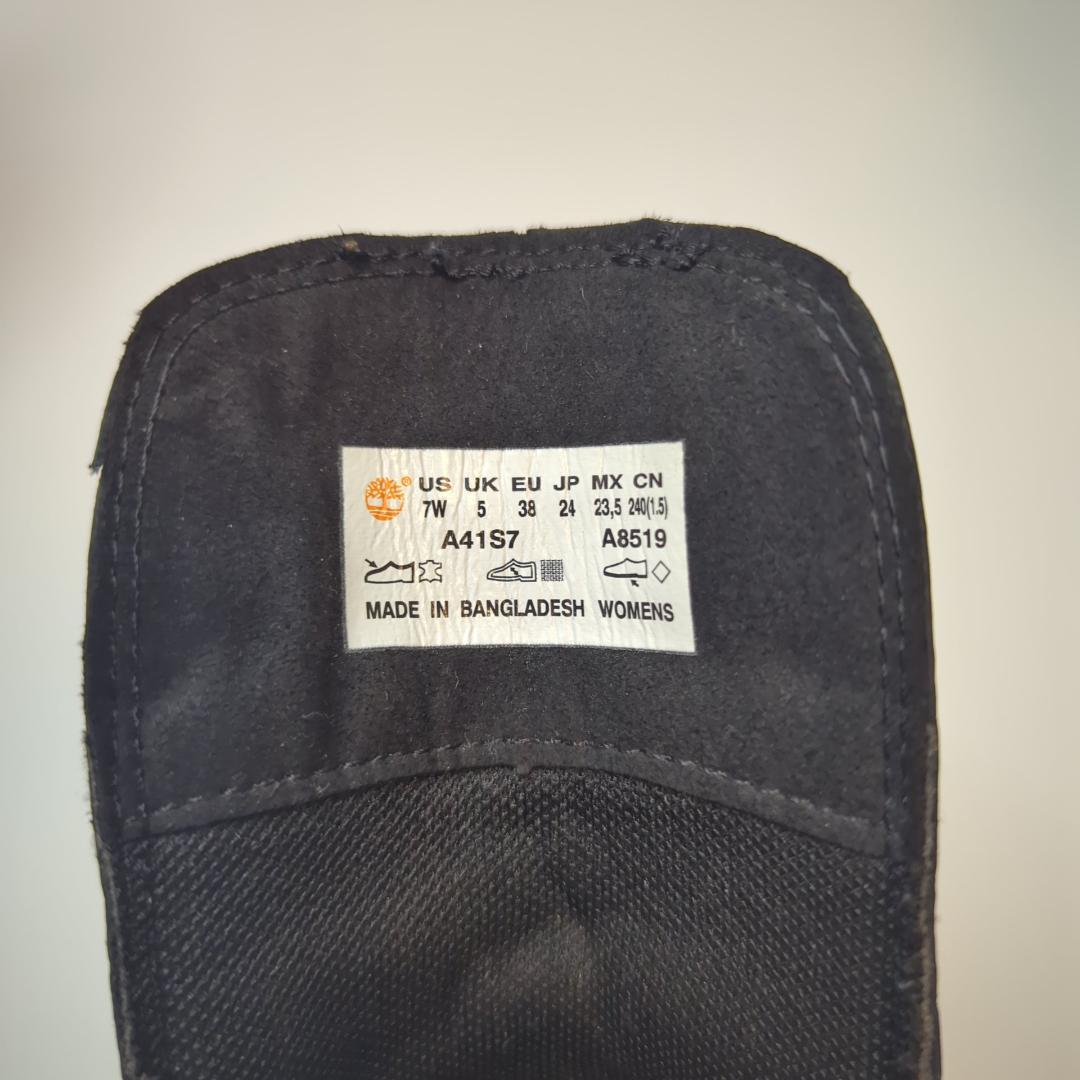 ® US UK EU JP MX CN
7W 5 38 24 23,5 240(1.5)
A41S7 A8519
MADE IN BANGLADESH WOMENS